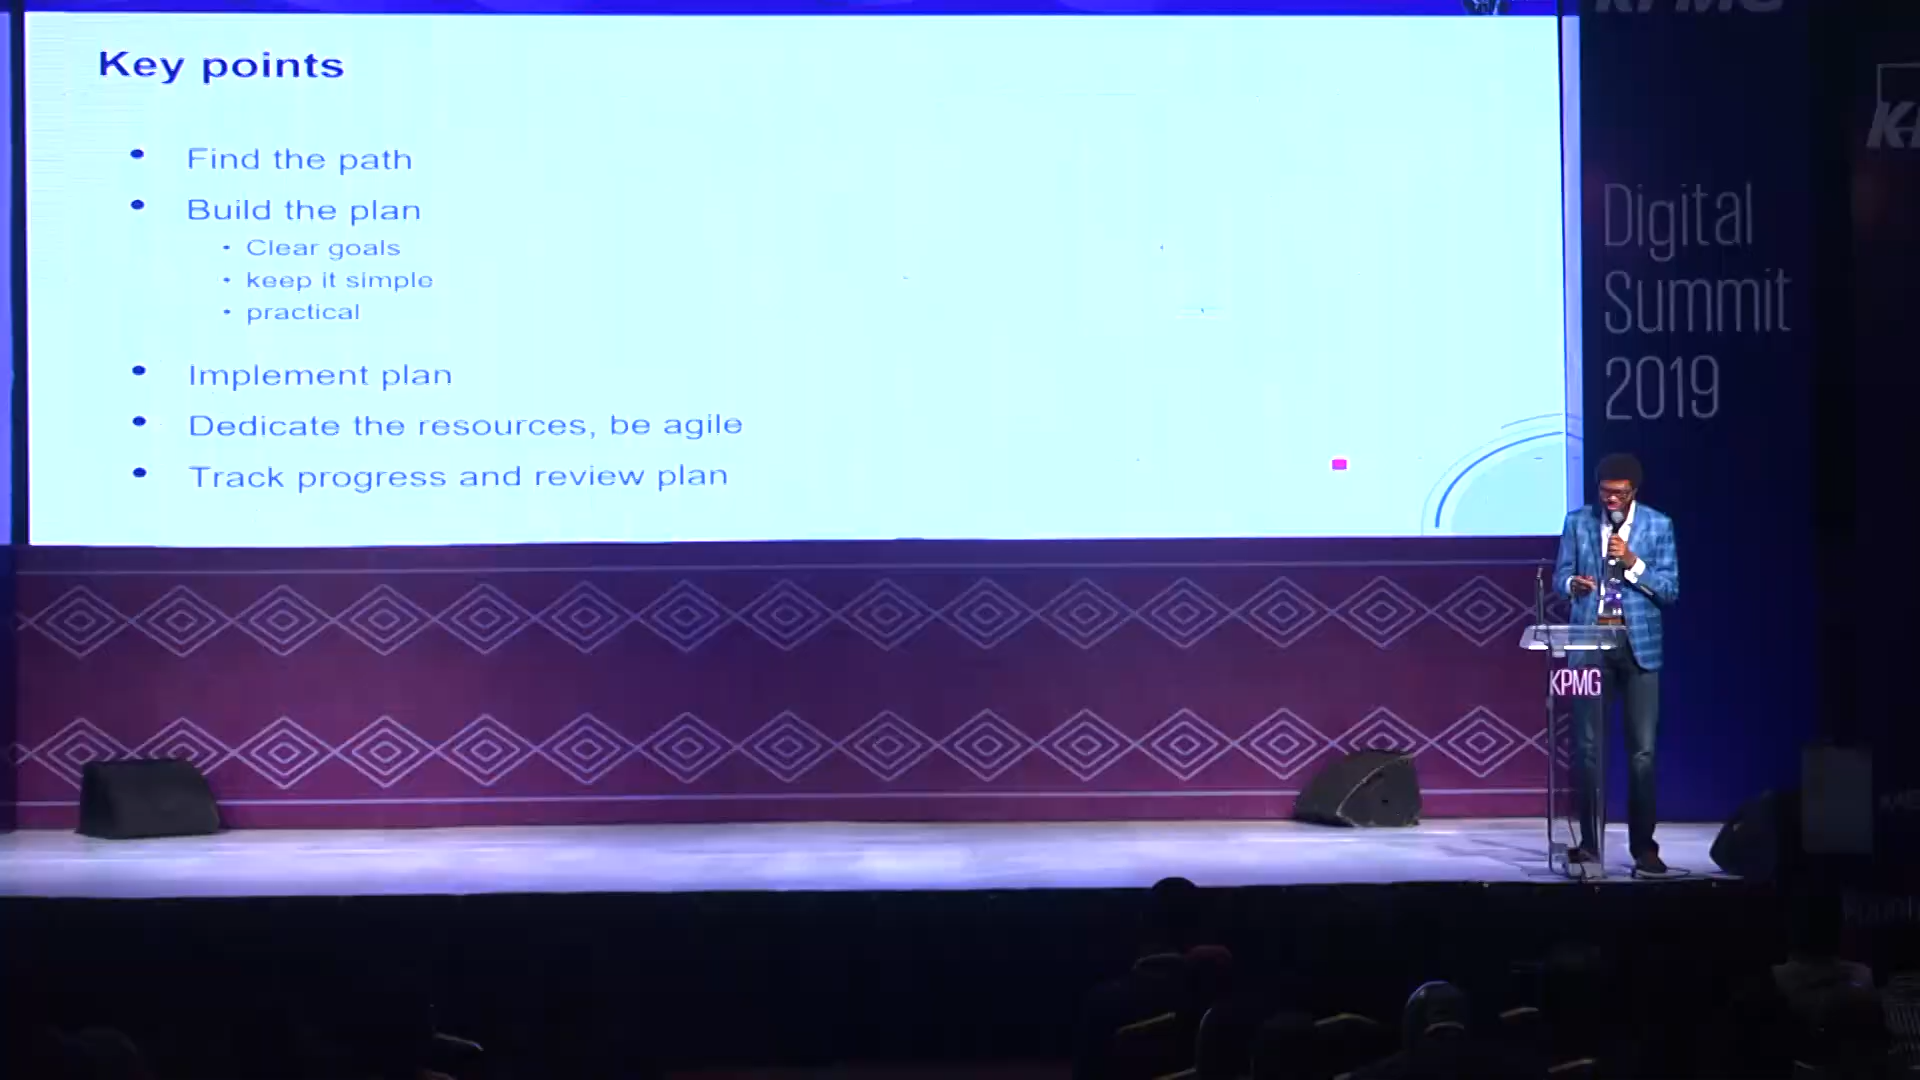 Key points
Find the path
Build the plan
Clear goals
keep it simple
practical
Implement plan
Dedicate the resources, be agile
Track progress and review plan
KPMG
Digital
Summit
2019
KPMG